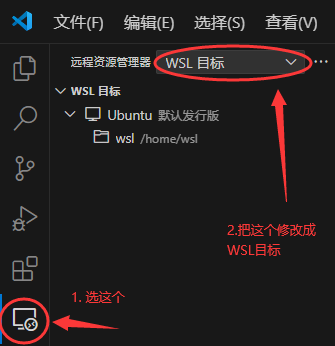 文件(F) 编辑(E) 选择(S) 查看(V)
远程资源管理器 WSL 目标
WSL 目标
Ubuntu 默认发行版
wsl /home/wsl
2.把这个修改成
WSL目标
1. 选这个